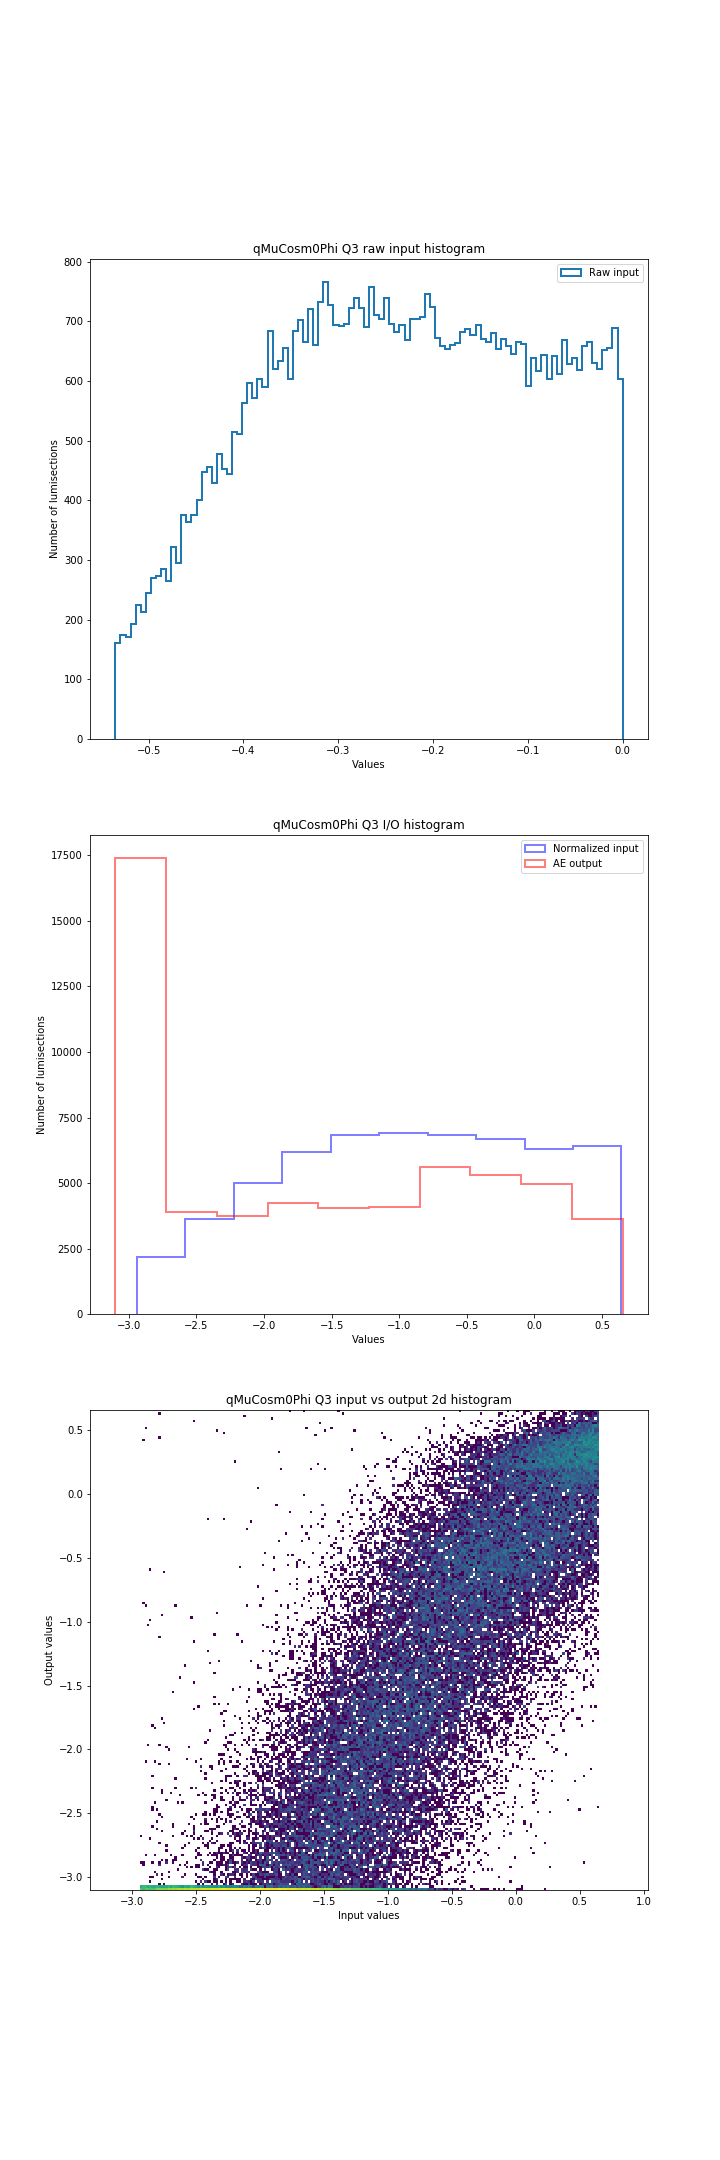 qMuCosm0Phi Q3 raw input histogram
800
700
600
500
400
300
200
100
0
Number of lumisections
Raw input
−0.5 −0.4 −0.3 −0.2 −0.1 0.0
Values
qMuCosm0Phi Q3 I/O histogram
17500
15000
12500
10000
7500
5000
2500
0
Number of lumisections
Normalized input
AE output
−3.0 −2.5 −2.0 −1.5 −1.0 −0.5 0.0 0.5
Values
qMuCosm0Phi Q3 input vs output 2d histogram
0.5
0.0
−0.5
−1.0
−1.5
−2.0
−2.5
−3.0
Output values
−3.0 −2.5 −2.0 −1.5 −1.0 −0.5 0.0 0.5 1.0
Input values